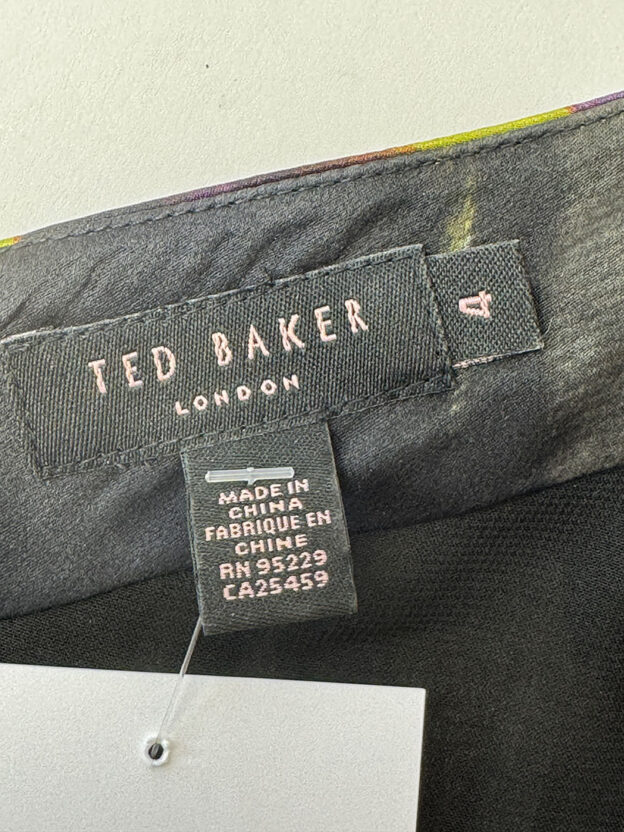 TED BAKER
LONDON
4
MADE IN
CHINA
FABRIQUE EN
CHINE
RN 95229
CA25459